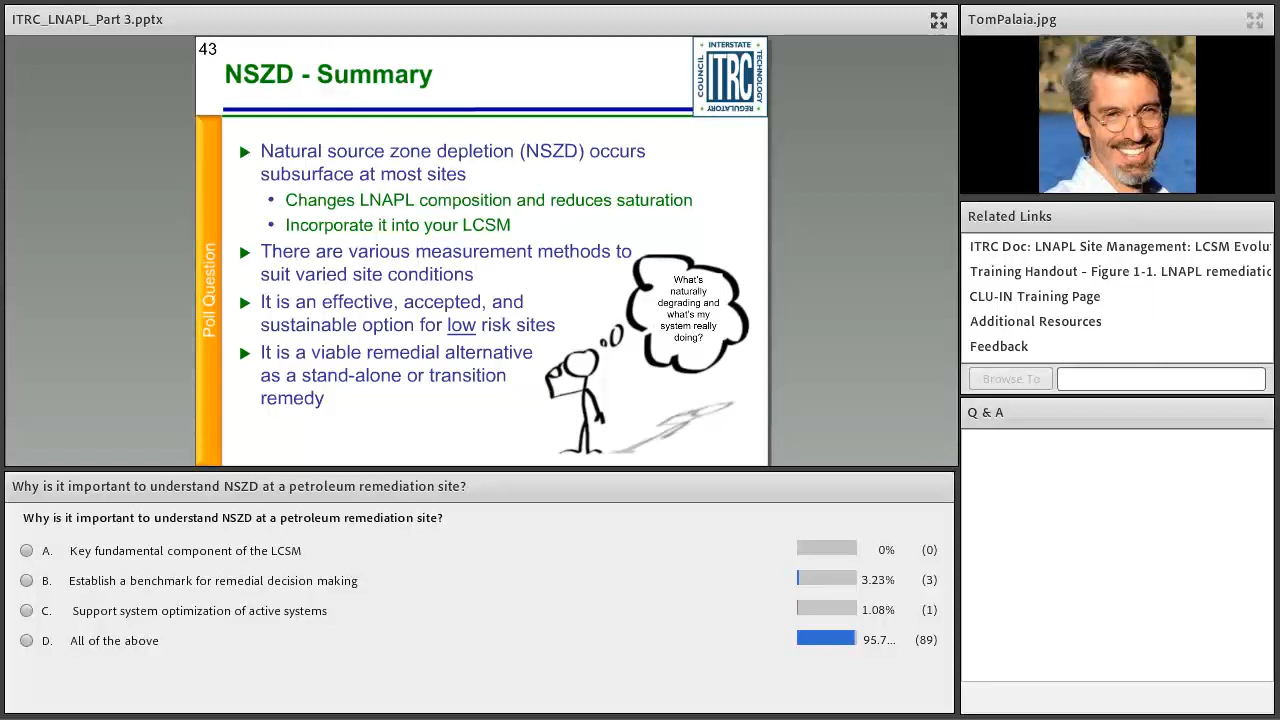 ITRC_LNAPL_Part 3.pptx
43
NSZD - Summary
INTERSTATE
COUNCIL
ITRC
TECHNOLOGY
REGULATORY
Poll Question
Natural source zone depletion (NSZD) occurs
subsurface at most sites
• Changes LNAPL composition and reduces saturation
• Incorporate it into your LCSM
There are various measurement methods to
suit varied site conditions
It is an effective, accepted, and
sustainable option for low risk sites
It is a viable remedial alternative
as a stand-alone or transition
remedy
What's
naturally
degrading and
what's my
system really
doing?
TomPalaia.jpg
Related Links
ITRC Doc: LNAPL Site Management: LCSM Evolu
Training Handout - Figure 1-1. LNAPL remediatic
CLU-IN Training Page
Additional Resources
Feedback
Browse To
Q & A
Why is it important to understand NSZD at a petroleum remediation site?
Why is it important to understand NSZD at a petroleum remediation site?
A. Key fundamental component of the LCSM 0% (0)
B. Establish a benchmark for remedial decision making 3.23% (3)
C. Support system optimization of active systems 1.08% (1)
D. All of the above 95.7... (89)